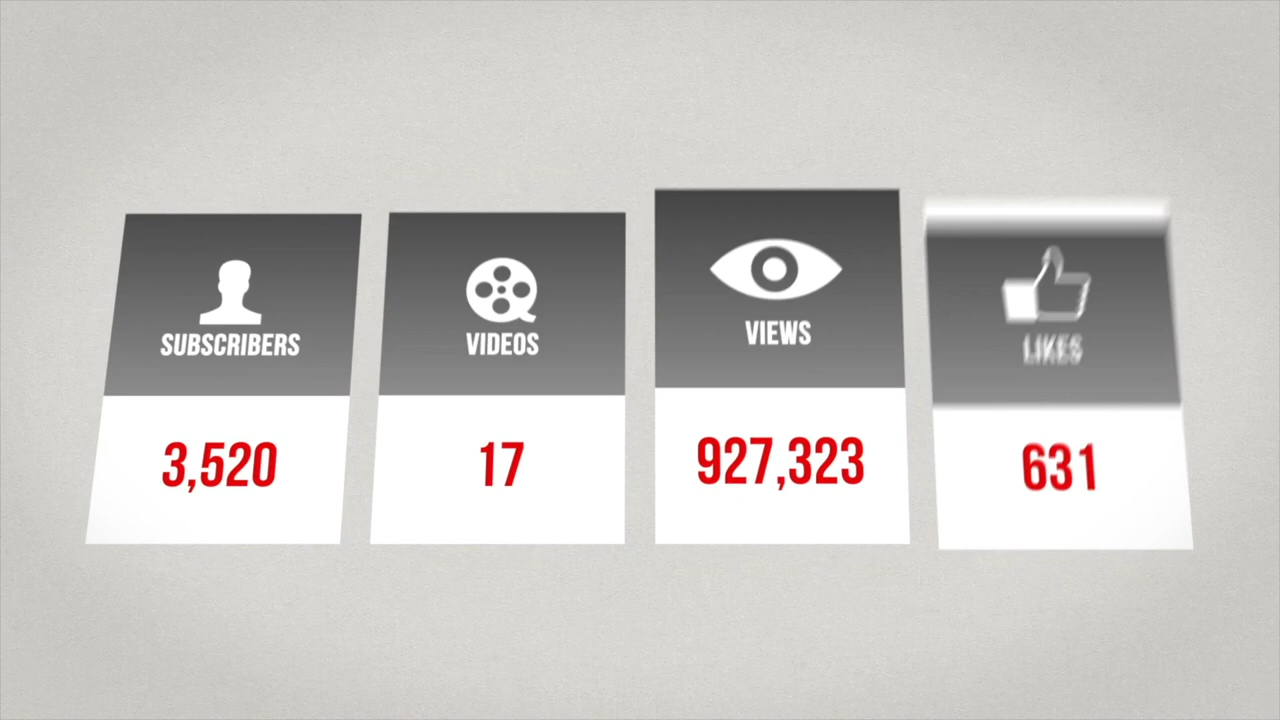 SUBSCRIBERS
3,520
VIDEOS
17
VIEWS
927,323
LIKES
631